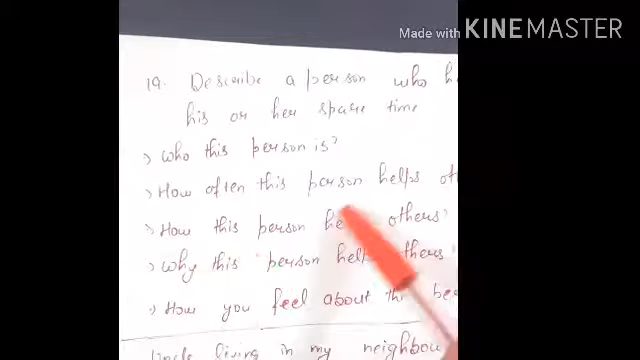 Made with KINEMASTER
19. Describe a person who
his or her spare time
> Who this person is?
> How often this person helps
> How this person others?
> Why this person
> How you feel about
Uncle living in my